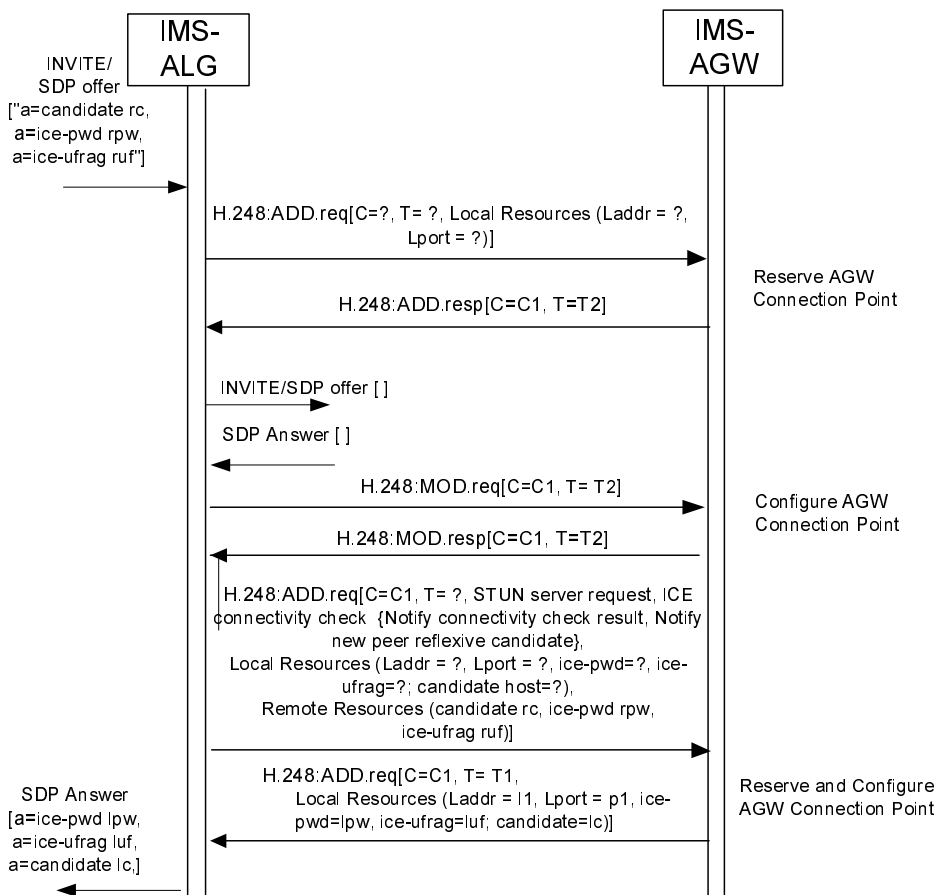 IMS-
ALG
IMS-
AGW
INVITE/
SDP offer
["a=candidate rc,
a=ice-pwd rpw,
a=ice-ufrag ruf"]
H.248:ADD.req[C=?, T= ?, Local Resources (Laddr = ?,
Lport = ?)]
Reserve AGW
Connection Point
H.248:ADD.resp[C=C1, T=T2]
INVITE/SDP offer [ ]
SDP Answer [ ]
H.248:MOD.req[C=C1, T= T2]
Configure AGW
Connection Point
H.248:MOD.resp[C=C1, T=T2]
H.248:ADD.req[C=C1, T= ?, STUN server request, ICE
connectivity check {Notify connectivity check result, Notify
new peer reflexive candidate},
Local Resources (Laddr = ?, Lport = ?, ice-pwd=?, ice-
ufrag=?; candidate host=?),
Remote Resources (candidate rc, ice-pwd rpw,
ice-ufrag ruf)]
H.248:ADD.req[C=C1, T= T1,
Local Resources (Laddr = l1, Lport = p1, ice-
pwd=lpw, ice-ufrag=luf; candidate=lc)]
Reserve and Configure
AGW Connection Point
SDP Answer
[a=ice-pwd lpw,
a=ice-ufrag luf,
a=candidate lc,]